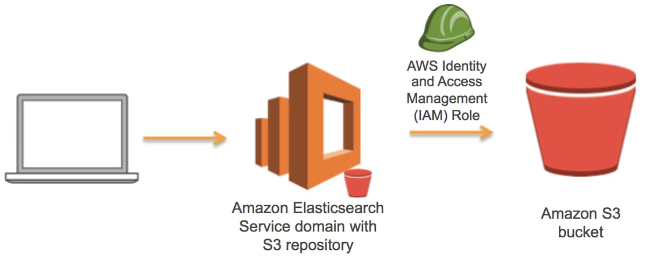 AWS Identity
and Access
Management
(IAM) Role
Amazon Elasticsearch
Service domain with
S3 repository
Amazon S3
bucket